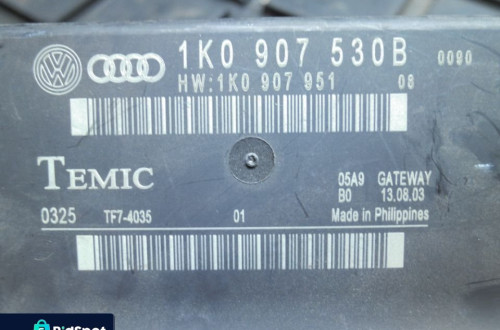 1K0 907 530B 0090
HW:1K0 907 951 08
TEMIC
05A9 GATEWAY
B0 13.08.03
0325 TF7-4035 01 Made in Philippines
BidSpot